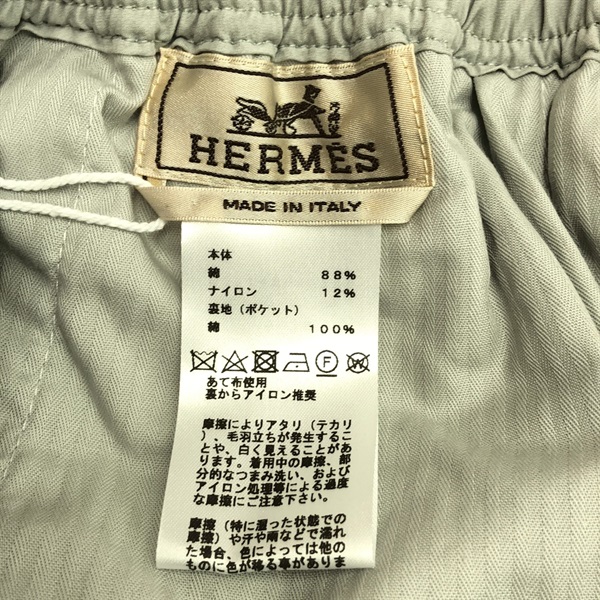 HERMÈS
MADE IN ITALY
本体
綿 88%
ナイロン 12%
裏地（ポケット）
綿 100%
F W
あて布使用
裏からアイロン推奨
摩擦によりアタリ（テカリ
）、毛羽立ちが発生するこ
とや、白く見えることがあ
ります。着用中の摩擦、部
分的なつまみ洗い、および
アイロン処理等による過度
な摩擦にご注意下さい。
摩擦（特に湿った状態での
摩擦）や汗や雨などで濡れ
た場合、色によっては他の
ものに色が移る事がありま